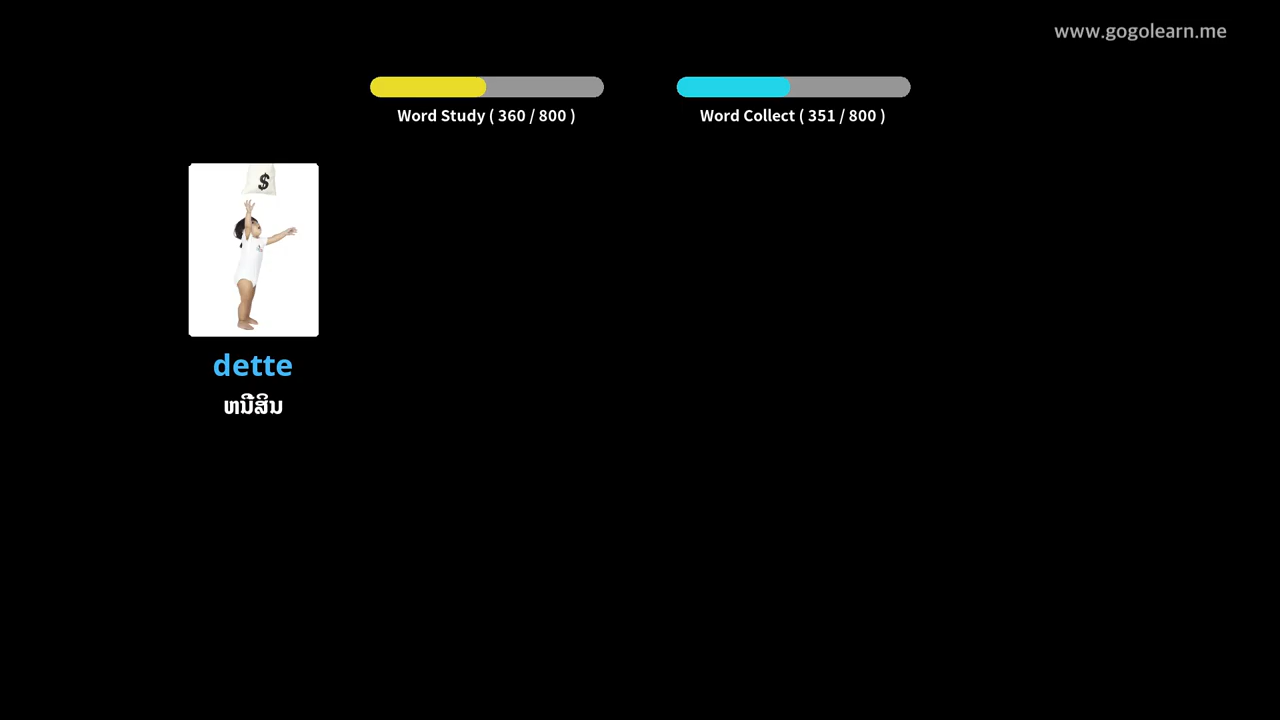 www.gogolearn.me
Word Study ( 360 / 800 )
Word Collect ( 351 / 800 )
$
dette
ຫນີ້ສິນ